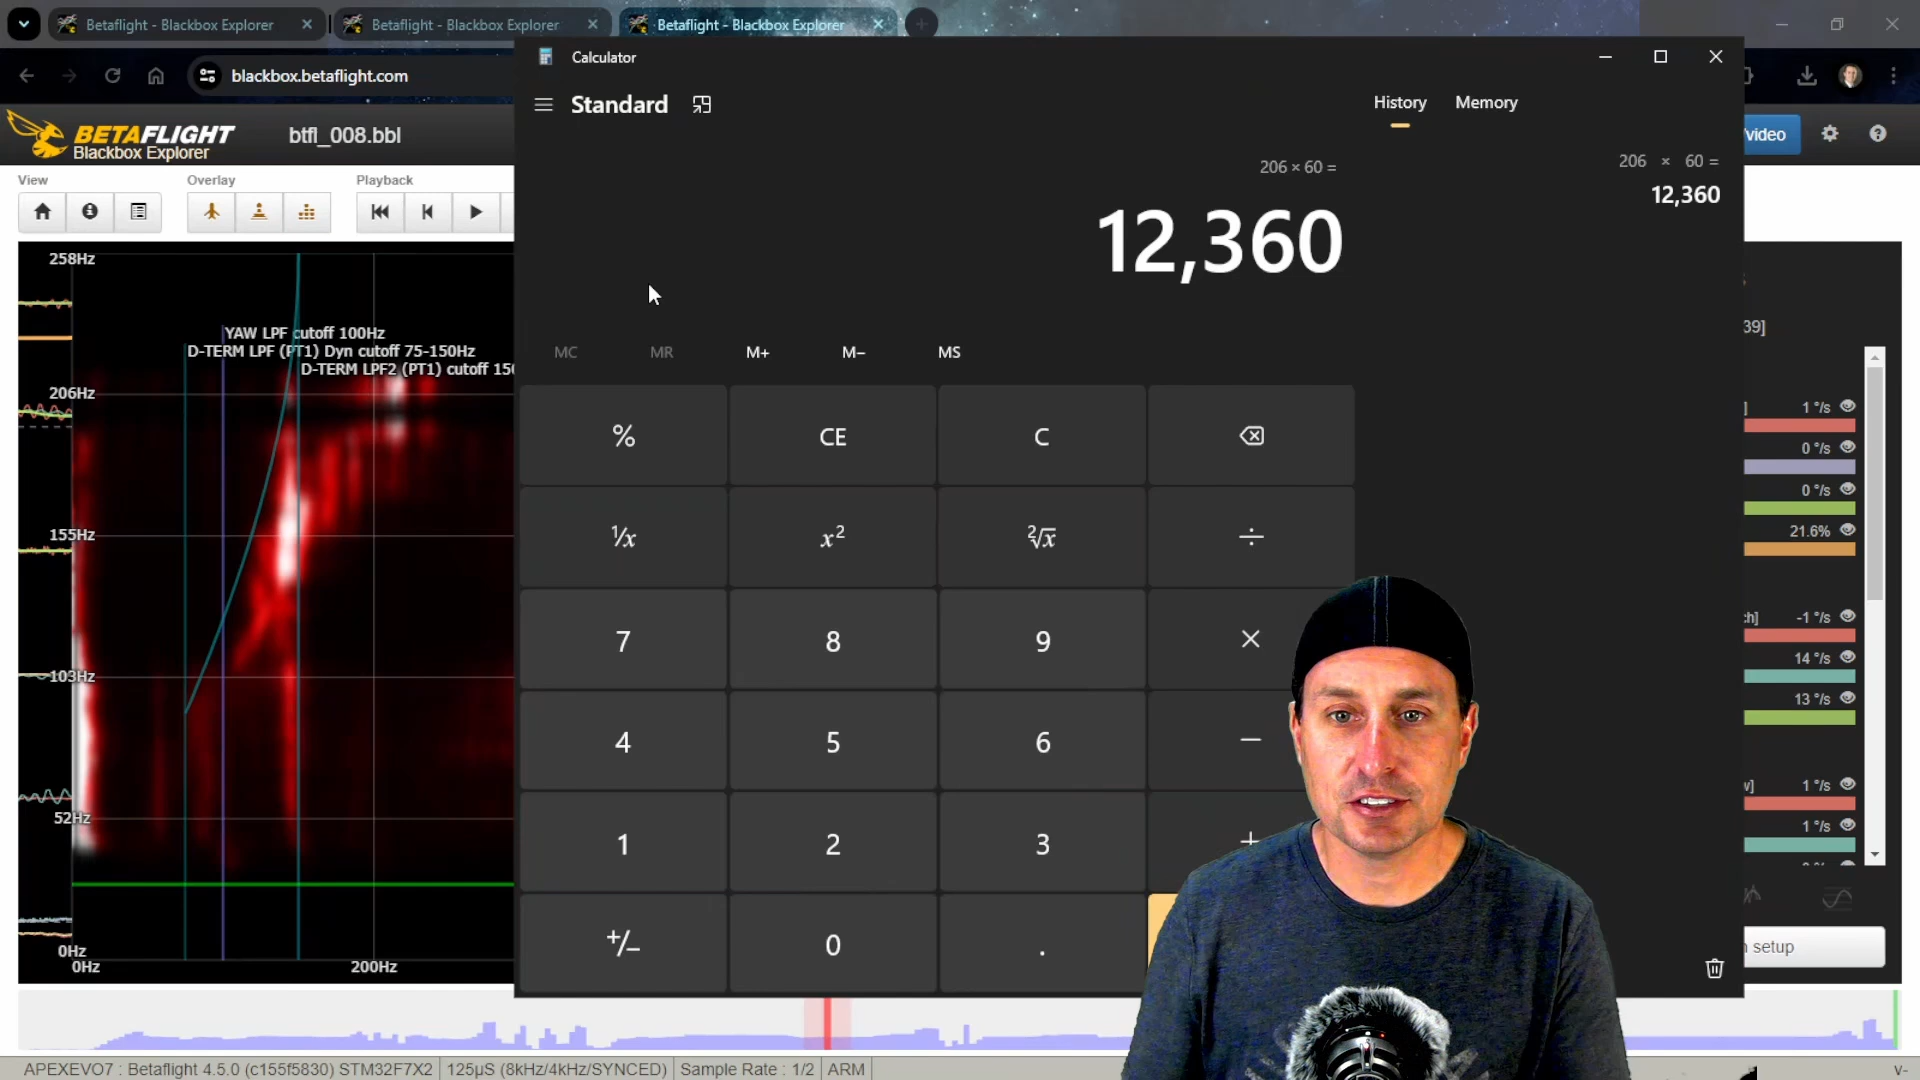 Betaflight - Blackbox Explorer
Betaflight - Blackbox Explorer
Betaflight - Blackbox Explorer
blackbox.betaflight.com
BETAFLIGHT
Blackbox Explorer
btfl_008.bbl
video
View
Overlay
Playback
Calculator
Standard
History
Memory
206 × 60 =
12,360
206 × 60 =
12,360
MC
MR
M+
M-
MS
%
CE
C
1/x
x²
²√x
÷
7
8
9
×
4
5
6
−
1
2
3
+
+/−
0
.
258Hz
YAW LPF cutoff 100Hz
D-TERM LPF (PT1) Dyn cutoff 75-150Hz
D-TERM LPF2 (PT1) cutoff 150
206Hz
155Hz
103Hz
52Hz
0Hz
0Hz
200Hz
39]
1 °/s
0 °/s
0 °/s
21.6%
-1 °/s
14 °/s
13 °/s
1 °/s
1 °/s
setup
APEXEVO7 : Betaflight 4.5.0 (c155f5830) STM32F7X2
125µS (8kHz/4kHz/SYNCED)
Sample Rate : 1/2
ARM
V-